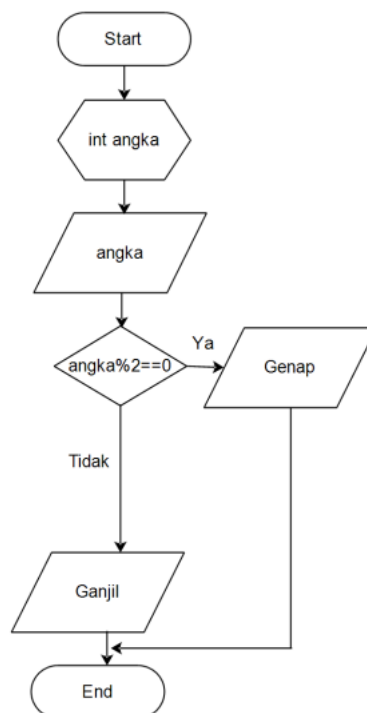 Start
int angka
angka
angka%2==0
Ya
Genap
Tidak
Ganjil
End